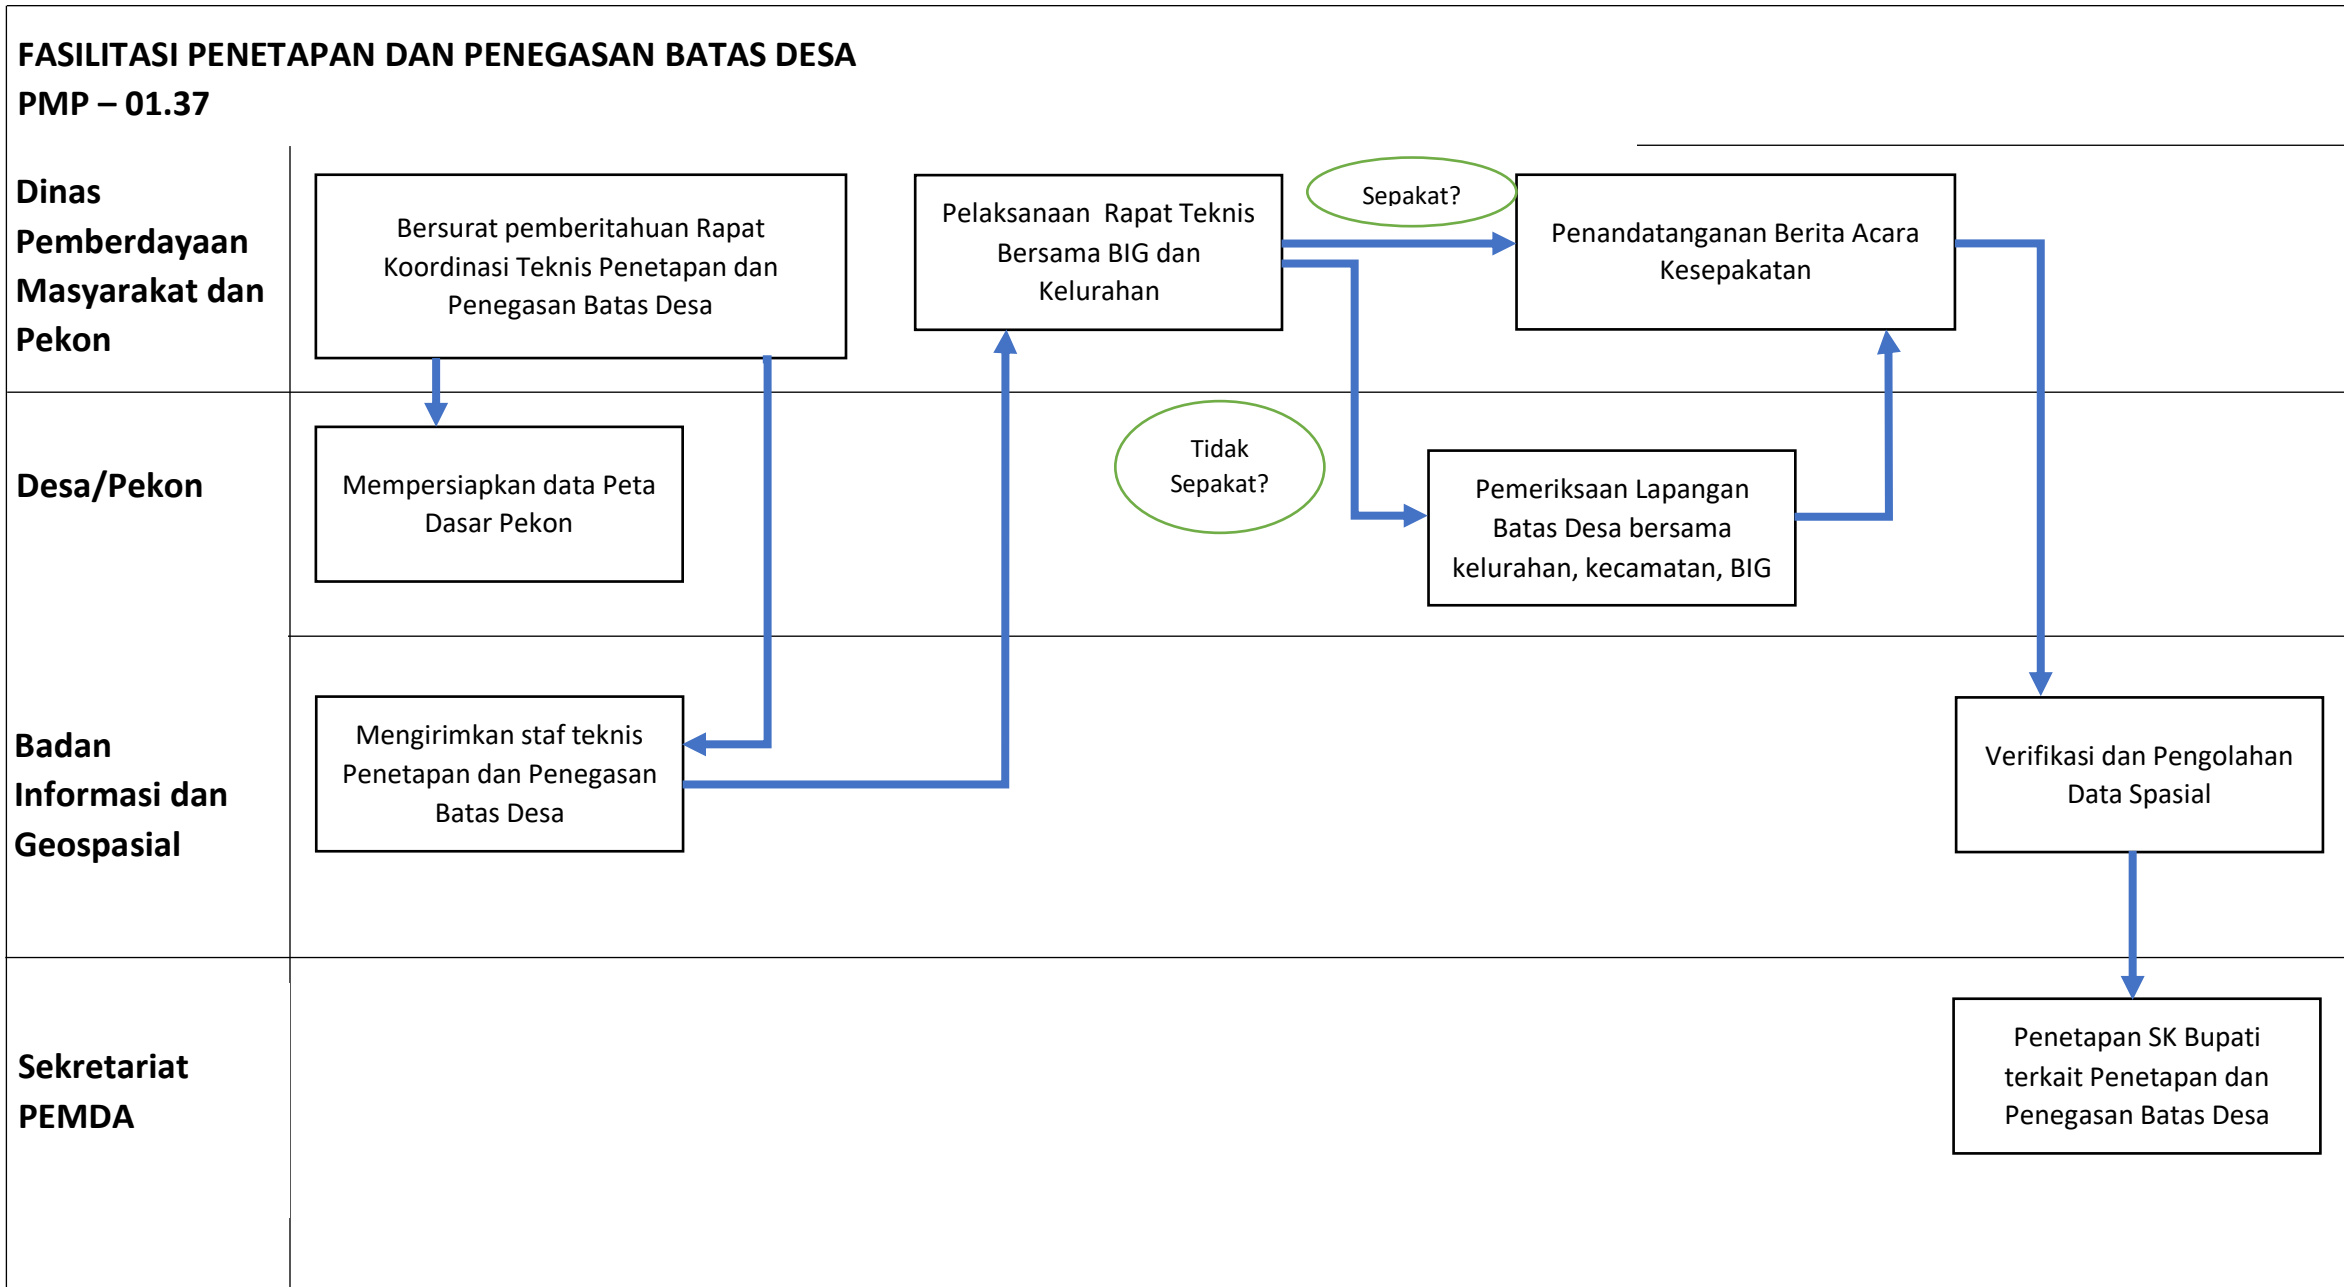 FASILITASI PENETAPAN DAN PENEGASAN BATAS DESA
PMP – 01.37
Dinas
Pemberdayaan
Masyarakat dan
Pekon
Bersurat pemberitahuan Rapat
Koordinasi Teknis Penetapan dan
Penegasan Batas Desa
Pelaksanaan  Rapat Teknis
Bersama BIG dan
Kelurahan
Sepakat?
Penandatanganan Berita Acara
Kesepakatan
Desa/Pekon
Mempersiapkan data Peta
Dasar Pekon
Tidak
Sepakat?
Pemeriksaan Lapangan
Batas Desa bersama
kelurahan, kecamatan, BIG
Badan
Informasi dan
Geospasial
Mengirimkan staf teknis
Penetapan dan Penegasan
Batas Desa
Verifikasi dan Pengolahan
Data Spasial
Sekretariat
PEMDA
Penetapan SK Bupati
terkait Penetapan dan
Penegasan Batas Desa